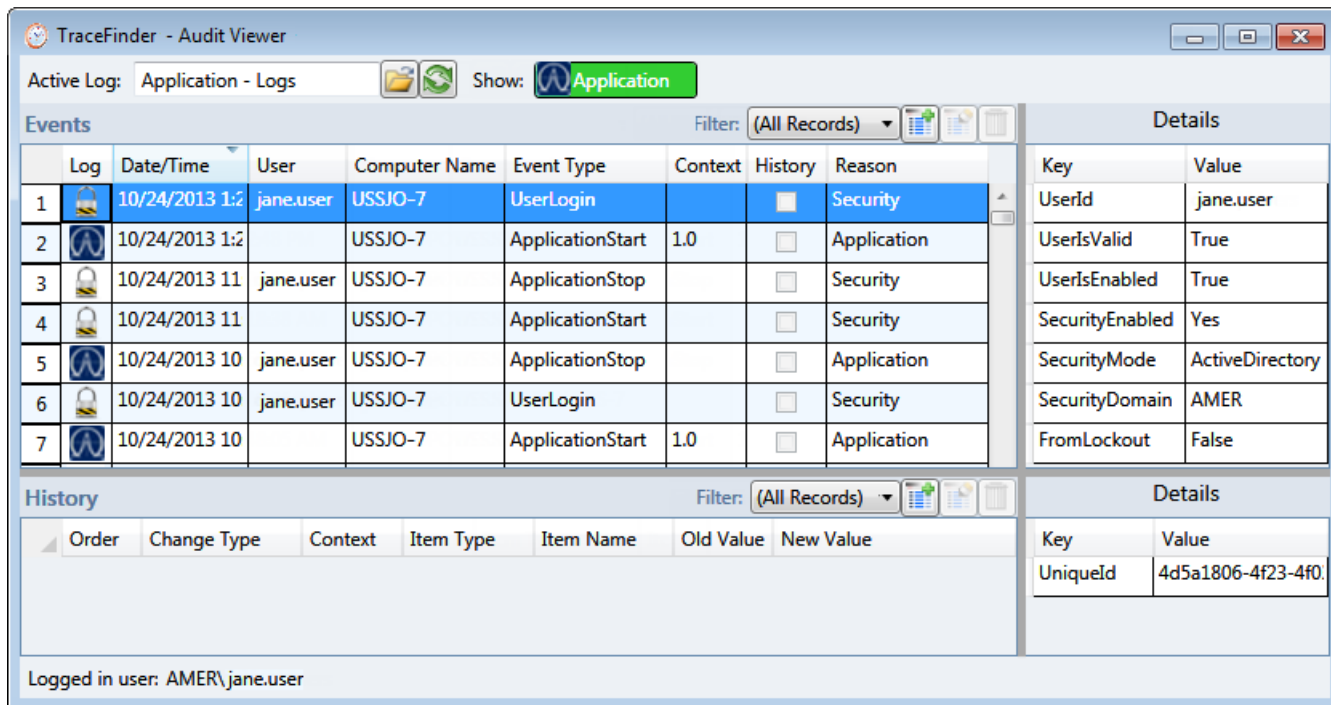 TraceFinder - Audit Viewer
Active Log: Application - Logs Show: Application
Events Filter: (All Records) Details
Log Date/Time User Computer Name Event Type Context History Reason Key Value
1 10/24/2013 1:2 jane.user USSJO-7 UserLogin Security UserId jane.user
2 10/24/2013 1:2 USSJO-7 ApplicationStart 1.0 Application UserIsValid True
3 10/24/2013 11 jane.user USSJO-7 ApplicationStop Security UserIsEnabled True
4 10/24/2013 11 USSJO-7 ApplicationStart Security SecurityEnabled Yes
5 10/24/2013 10 jane.user USSJO-7 ApplicationStop Application SecurityMode ActiveDirectory
6 10/24/2013 10 jane.user USSJO-7 UserLogin Security SecurityDomain AMER
7 10/24/2013 10 USSJO-7 ApplicationStart 1.0 Application FromLockout False
History Filter: (All Records) Details
Order Change Type Context Item Type Item Name Old Value New Value Key Value
UniqueId 4d5a1806-4f23-4f0
Logged in user: AMER\jane.user